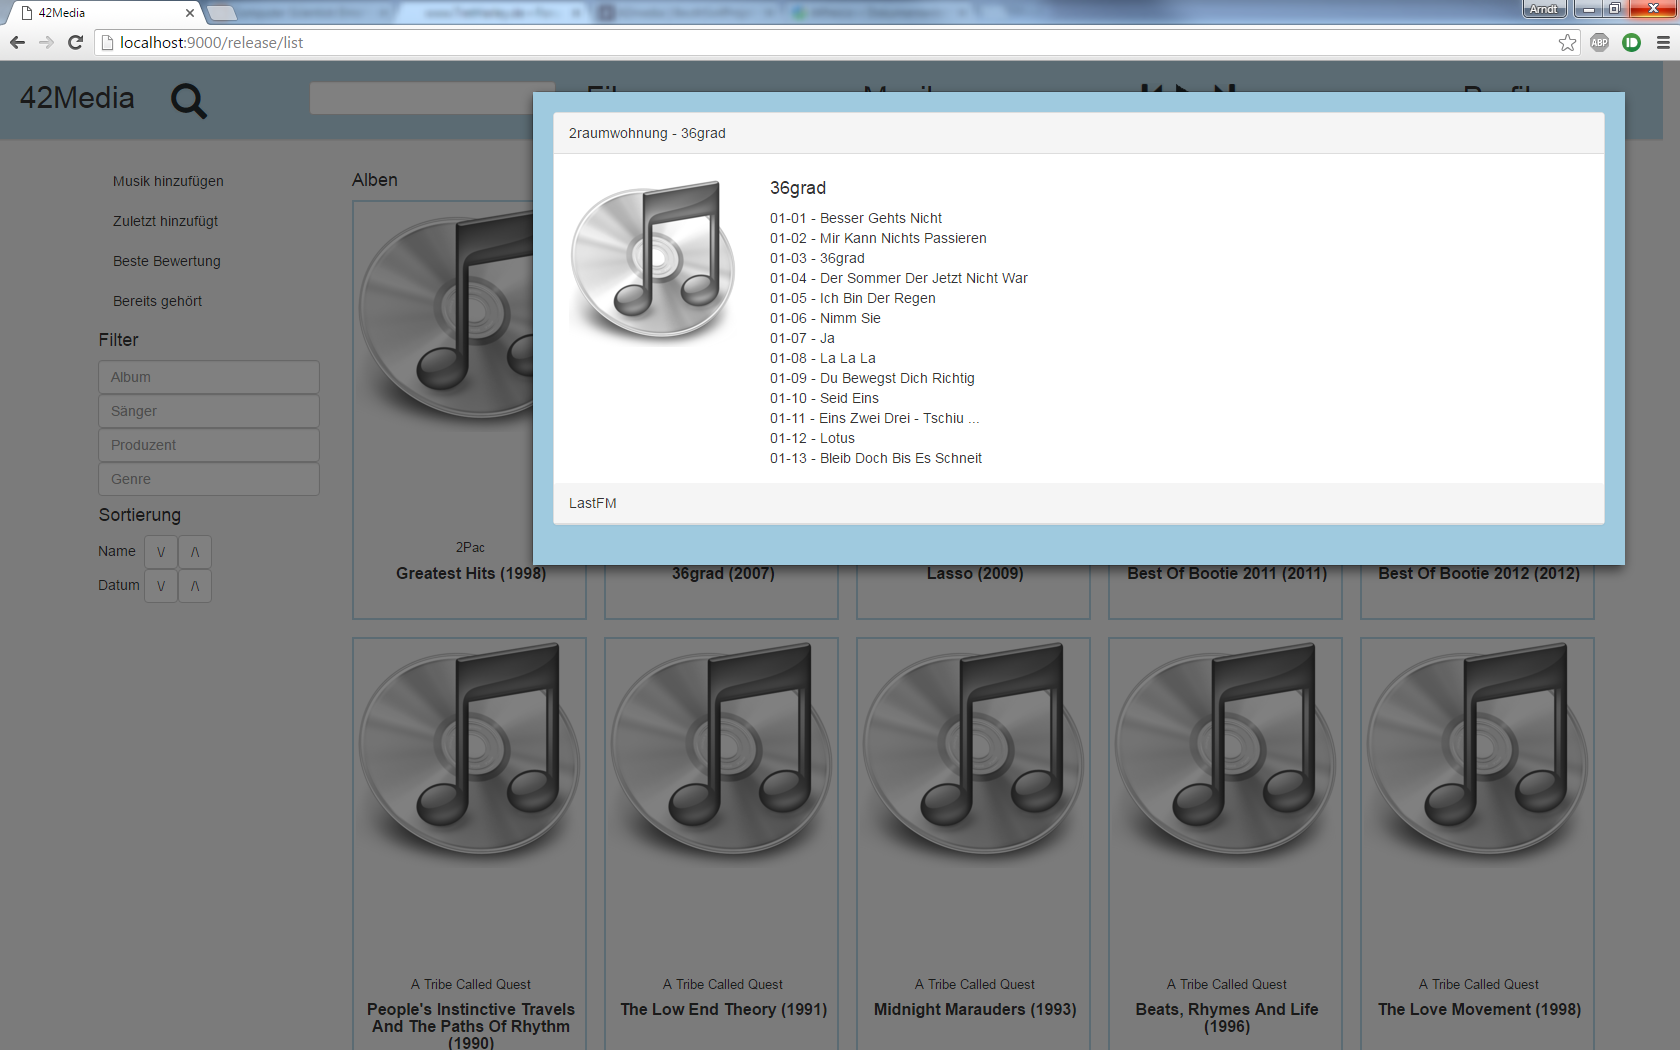 42Media
Arndt
localhost:9000/release/list
ABP
42Media
2raumwohnung - 36grad
36grad
01-01 - Besser Gehts Nicht
01-02 - Mir Kann Nichts Passieren
01-03 - 36grad
01-04 - Der Sommer Der Jetzt Nicht War
01-05 - Ich Bin Der Regen
01-06 - Nimm Sie
01-07 - Ja
01-08 - La La La
01-09 - Du Bewegst Dich Richtig
01-10 - Seid Eins
01-11 - Eins Zwei Drei - Tschiu ...
01-12 - Lotus
01-13 - Bleib Doch Bis Es Schneit
LastFM
Musik hinzufügen
Zuletzt hinzufügt
Beste Bewertung
Bereits gehört
Filter
Album
Sänger
Produzent
Genre
Sortierung
Name \/ /\
Datum \/ /\
Alben
2Pac
Greatest Hits (1998)
36grad (2007)
Lasso (2009)
Best Of Bootie 2011 (2011)
Best Of Bootie 2012 (2012)
A Tribe Called Quest
People's Instinctive Travels
And The Paths Of Rhythm
(1990)
A Tribe Called Quest
The Low End Theory (1991)
A Tribe Called Quest
Midnight Marauders (1993)
A Tribe Called Quest
Beats, Rhymes And Life
(1996)
A Tribe Called Quest
The Love Movement (1998)